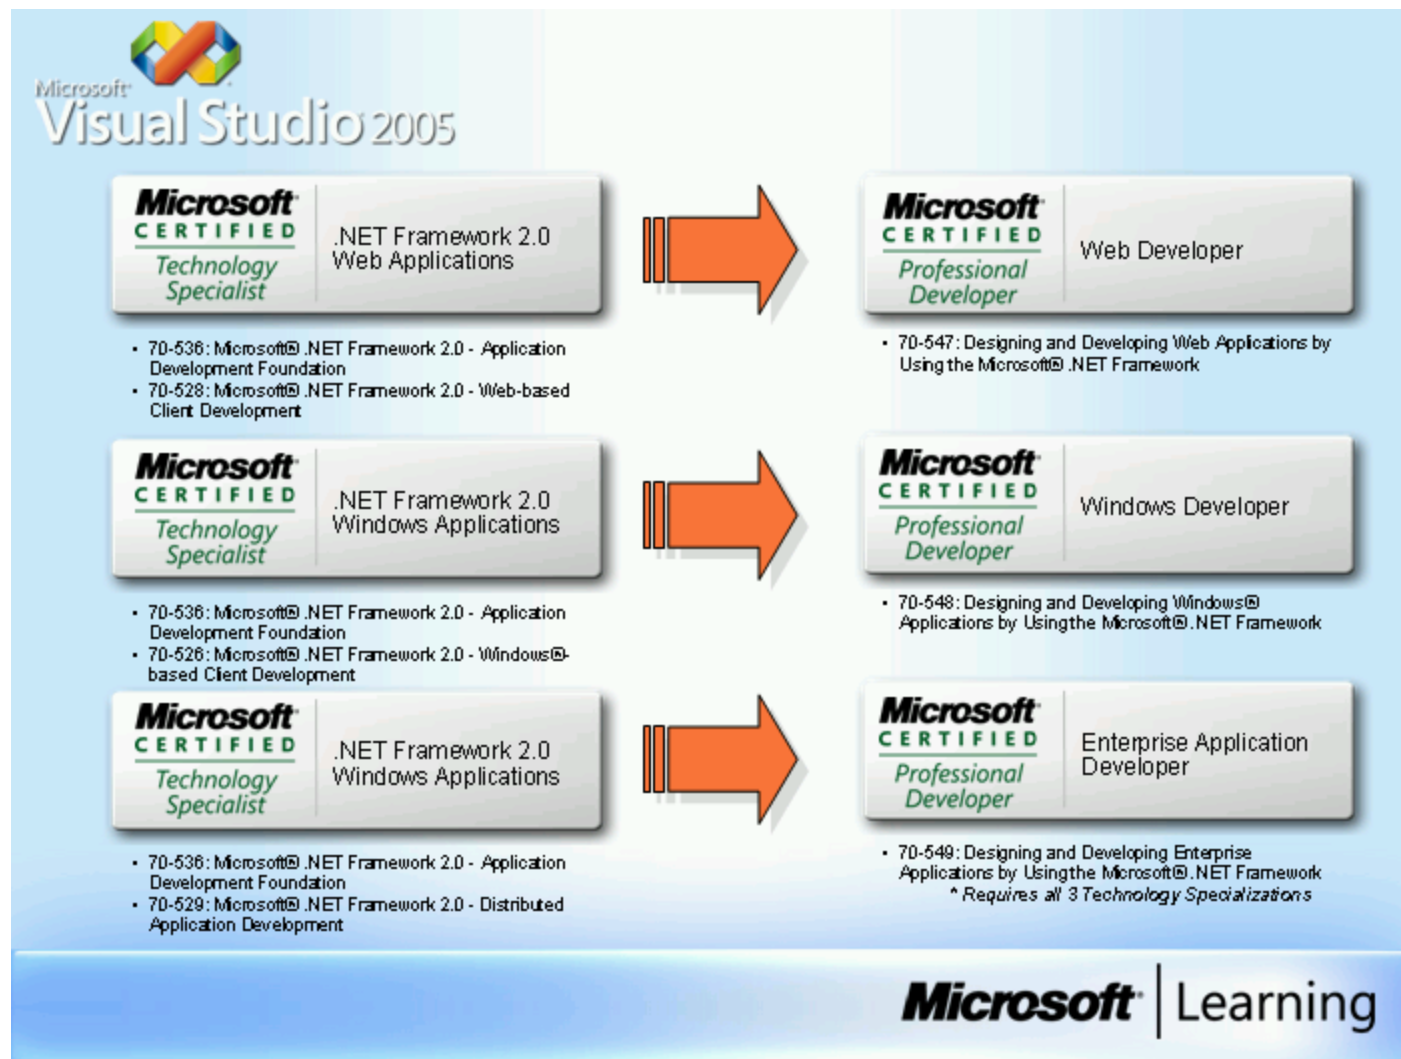 Microsoft
Visual Studio 2005
Microsoft
CERTIFIED
Technology
Specialist
.NET Framework 2.0
Web Applications
Microsoft
CERTIFIED
Professional
Developer
Web Developer
• 70-536: Microsoft® .NET Framework 2.0 - Application
Development Foundation
• 70-528: Microsoft® .NET Framework 2.0 - Web-based
Client Development
• 70-547: Designing and Developing Web Applications by
Using the Microsoft® .NET Framework
Microsoft
CERTIFIED
Technology
Specialist
.NET Framework 2.0
Windows Applications
Microsoft
CERTIFIED
Professional
Developer
Windows Developer
• 70-536: Microsoft® .NET Framework 2.0 - Application
Development Foundation
• 70-526: Microsoft® .NET Framework 2.0 - Windows®-
based Client Development
• 70-548: Designing and Developing Windows®
Applications by Using the Microsoft® .NET Framework
Microsoft
CERTIFIED
Technology
Specialist
.NET Framework 2.0
Windows Applications
Microsoft
CERTIFIED
Professional
Developer
Enterprise Application
Developer
• 70-536: Microsoft® .NET Framework 2.0 - Application
Development Foundation
• 70-529: Microsoft® .NET Framework 2.0 - Distributed
Application Development
• 70-549: Designing and Developing Enterprise
Applications by Using the Microsoft® .NET Framework
* Requires all 3 Technology Specializations
Microsoft | Learning